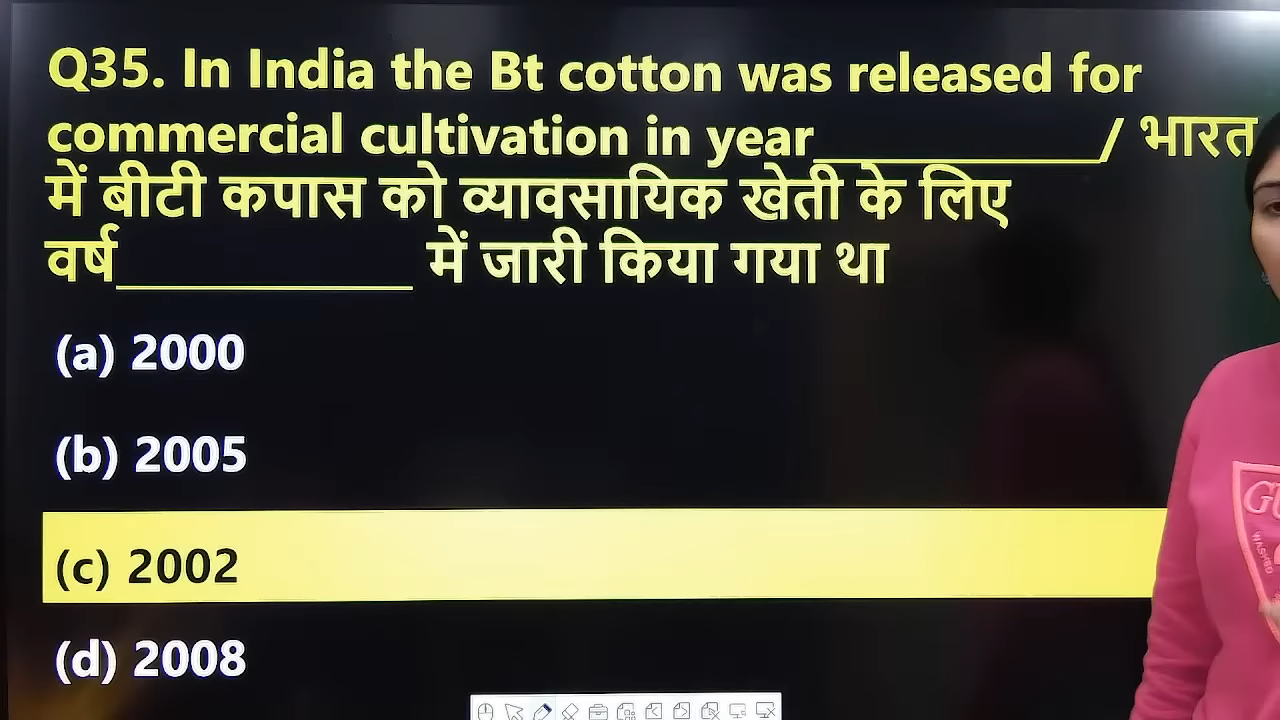 Q35. In India the Bt cotton was released for
commercial cultivation in year___________/ भारत
में बीटी कपास को व्यावसायिक खेती के लिए
वर्ष___________ में जारी किया गया था
(a) 2000
(b) 2005
(c) 2002
(d) 2008
WASHED